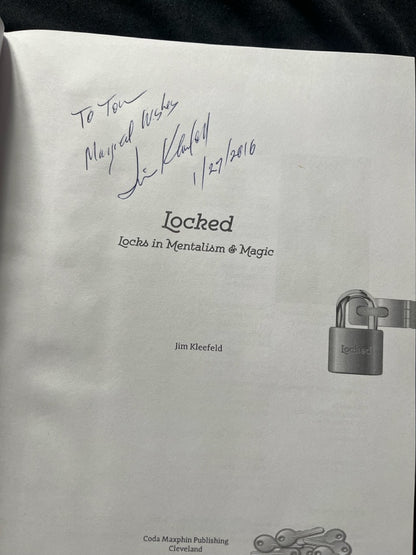 To Tom
Magical Wishes
Jim Kleefeld
1/27/2016
Locked
Locks in Mentalism & Magic
Locked
Jim Kleefeld
Coda Maxphin Publishing
Cleveland